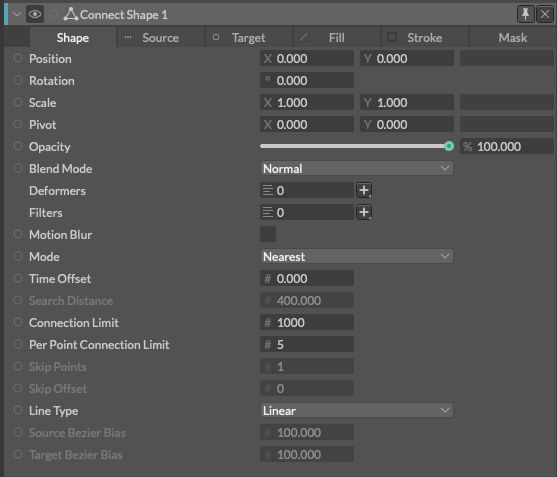 Connect Shape 1
Shape Source Target Fill Stroke Mask
Position X 0.000 Y 0.000
Rotation ° 0.000
Scale X 1.000 Y 1.000
Pivot X 0.000 Y 0.000
Opacity % 100.000
Blend Mode Normal
Deformers 0
Filters 0
Motion Blur
Mode Nearest
Time Offset # 0.000
Search Distance # 400.000
Connection Limit # 1000
Per Point Connection Limit # 5
Skip Points # 1
Skip Offset # 0
Line Type Linear
Source Bezier Bias # 100.000
Target Bezier Bias # 100.000